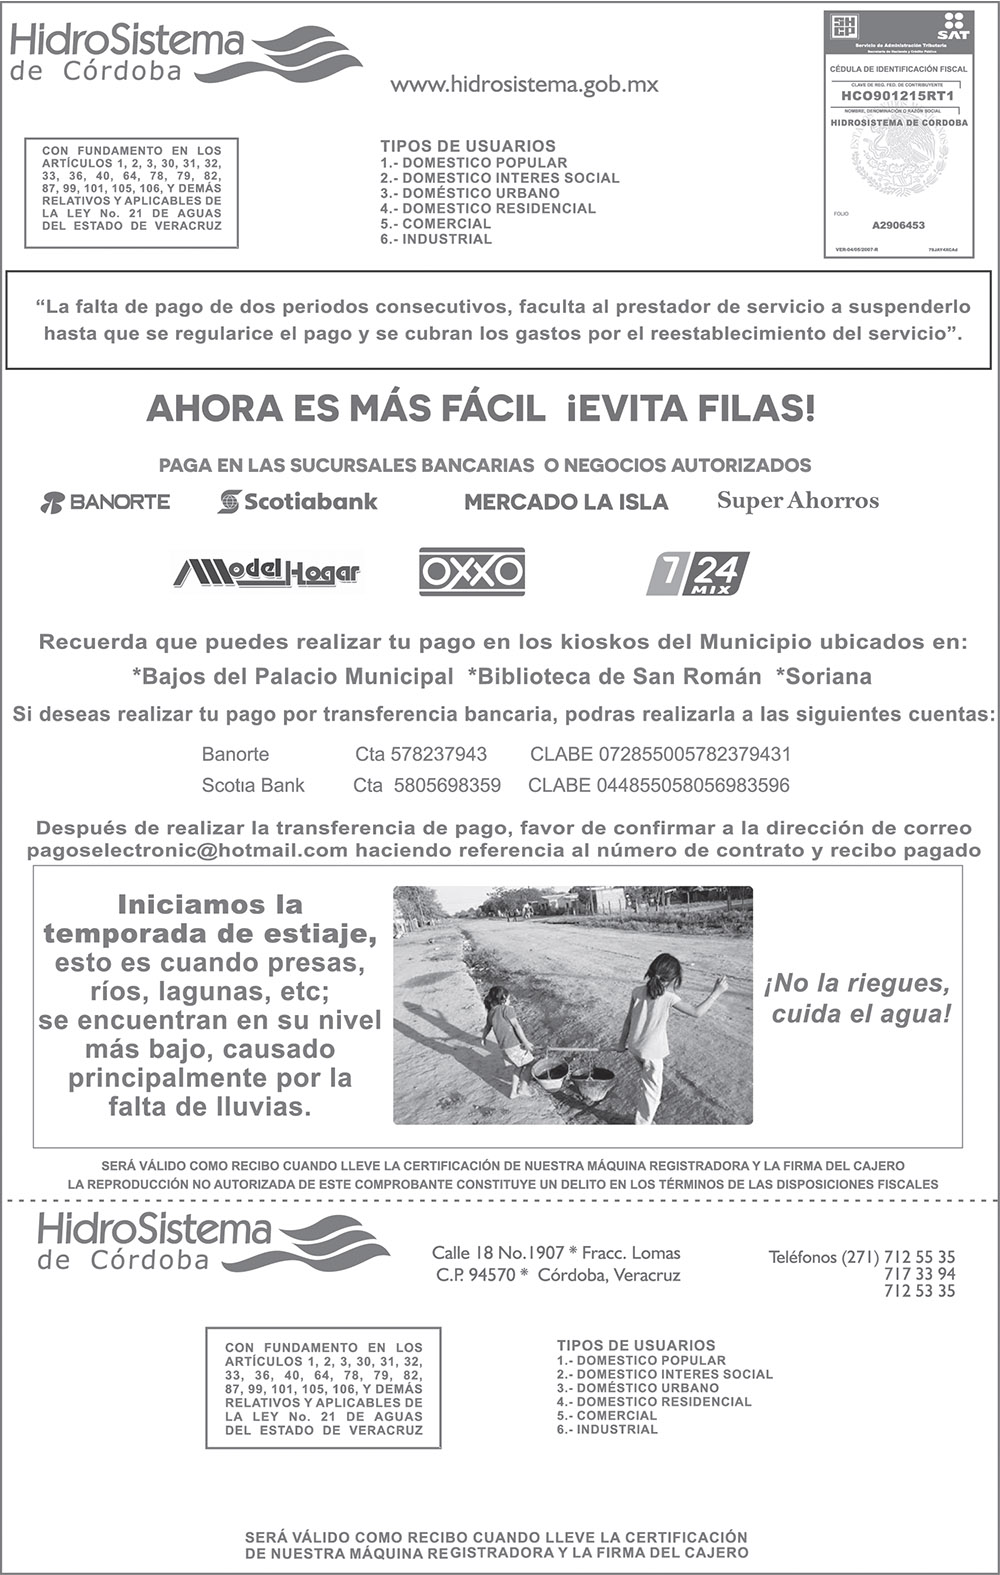 HidroSistema
de Córdoba
www.hidrosistema.gob.mx
SHCP
SAT
Servicio de Administración Tributaria
Secretaría de Hacienda y Crédito Público
CÉDULA DE IDENTIFICACIÓN FISCAL
CLAVE DE REG. FED. DE CONTRIBUYENTE
HCO901215RT1
NOMBRE, DENOMINACIÓN O RAZÓN SOCIAL
HIDROSISTEMA DE CORDOBA
FOLIO
A2906453
VER-04/05/2007-R
CON FUNDAMENTO EN LOS
ARTÍCULOS 1, 2, 3, 30, 31, 32,
33, 36, 40, 64, 78, 79, 82,
87, 99, 101, 105, 106, Y DEMÁS
RELATIVOS Y APLICABLES DE
LA LEY No. 21 DE AGUAS
DEL ESTADO DE VERACRUZ
TIPOS DE USUARIOS
1.- DOMESTICO POPULAR
2.- DOMESTICO INTERES SOCIAL
3.- DOMÉSTICO URBANO
4.- DOMESTICO RESIDENCIAL
5.- COMERCIAL
6.- INDUSTRIAL
“La falta de pago de dos periodos consecutivos, faculta al prestador de servicio a suspenderlo
hasta que se regularice el pago y se cubran los gastos por el reestablecimiento del servicio”.
AHORA ES MÁS FÁCIL ¡EVITA FILAS!
PAGA EN LAS SUCURSALES BANCARIAS O NEGOCIOS AUTORIZADOS
BANORTE Scotiabank MERCADO LA ISLA Super Ahorros
Model Hogar OXXO 7 24 MIX
Recuerda que puedes realizar tu pago en los kioskos del Municipio ubicados en:
*Bajos del Palacio Municipal *Biblioteca de San Román *Soriana
Si deseas realizar tu pago por transferencia bancaria, podras realizarla a las siguientes cuentas:
Banorte Cta 578237943 CLABE 072855005782379431
Scotia Bank Cta 5805698359 CLABE 044855058056983596
Después de realizar la transferencia de pago, favor de confirmar a la dirección de correo
pagoselectronic@hotmail.com haciendo referencia al número de contrato y recibo pagado
Iniciamos la
temporada de estiaje,
esto es cuando presas,
ríos, lagunas, etc;
se encuentran en su nivel
más bajo, causado
principalmente por la
falta de lluvias.
¡No la riegues,
cuida el agua!
SERÁ VÁLIDO COMO RECIBO CUANDO LLEVE LA CERTIFICACIÓN DE NUESTRA MÁQUINA REGISTRADORA Y LA FIRMA DEL CAJERO
LA REPRODUCCIÓN NO AUTORIZADA DE ESTE COMPROBANTE CONSTITUYE UN DELITO EN LOS TÉRMINOS DE LAS DISPOSICIONES FISCALES
HidroSistema
de Córdoba
Calle 18 No.1907 * Fracc. Lomas
C.P. 94570 * Córdoba, Veracruz
Teléfonos (271) 712 55 35
717 33 94
712 53 35
CON FUNDAMENTO EN LOS
ARTÍCULOS 1, 2, 3, 30, 31, 32,
33, 36, 40, 64, 78, 79, 82,
87, 99, 101, 105, 106, Y DEMÁS
RELATIVOS Y APLICABLES DE
LA LEY No. 21 DE AGUAS
DEL ESTADO DE VERACRUZ
TIPOS DE USUARIOS
1.- DOMESTICO POPULAR
2.- DOMESTICO INTERES SOCIAL
3.- DOMÉSTICO URBANO
4.- DOMESTICO RESIDENCIAL
5.- COMERCIAL
6.- INDUSTRIAL
SERÁ VÁLIDO COMO RECIBO CUANDO LLEVE LA CERTIFICACIÓN
DE NUESTRA MÁQUINA REGISTRADORA Y LA FIRMA DEL CAJERO